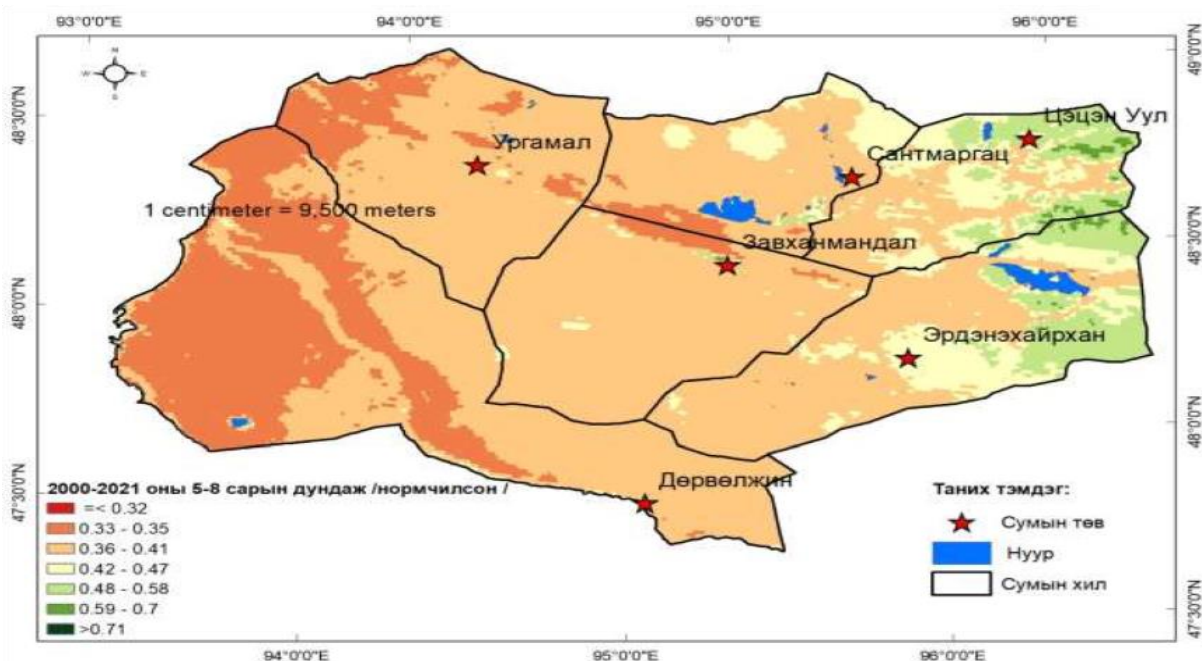 93°0'0"E 94°0'0"E 95°0'0"E 96°0'0"E
49°0'0"N
N
W E
S
48°30'0"N
Цэцэн Уул
Ургамал
Сантмаргац
1 centimeter = 9,500 meters
Завханмандал
48°30'0"N
48°0'0"N
Эрдэнэхайрхан
48°0'0"N
Дөрвөлжин
47°30'0"N
2000-2021 оны 5-8 сарын дундаж /нормчилсон /
=< 0.32
0.33 - 0.35
0.36 - 0.41
0.42 - 0.47
0.48 - 0.58
0.59 - 0.7
>0.71
Таних тэмдэг:
Сумын төв
Нуур
Сумын хил
47°30'0"N
94°0'0"E 95°0'0"E 96°0'0"E